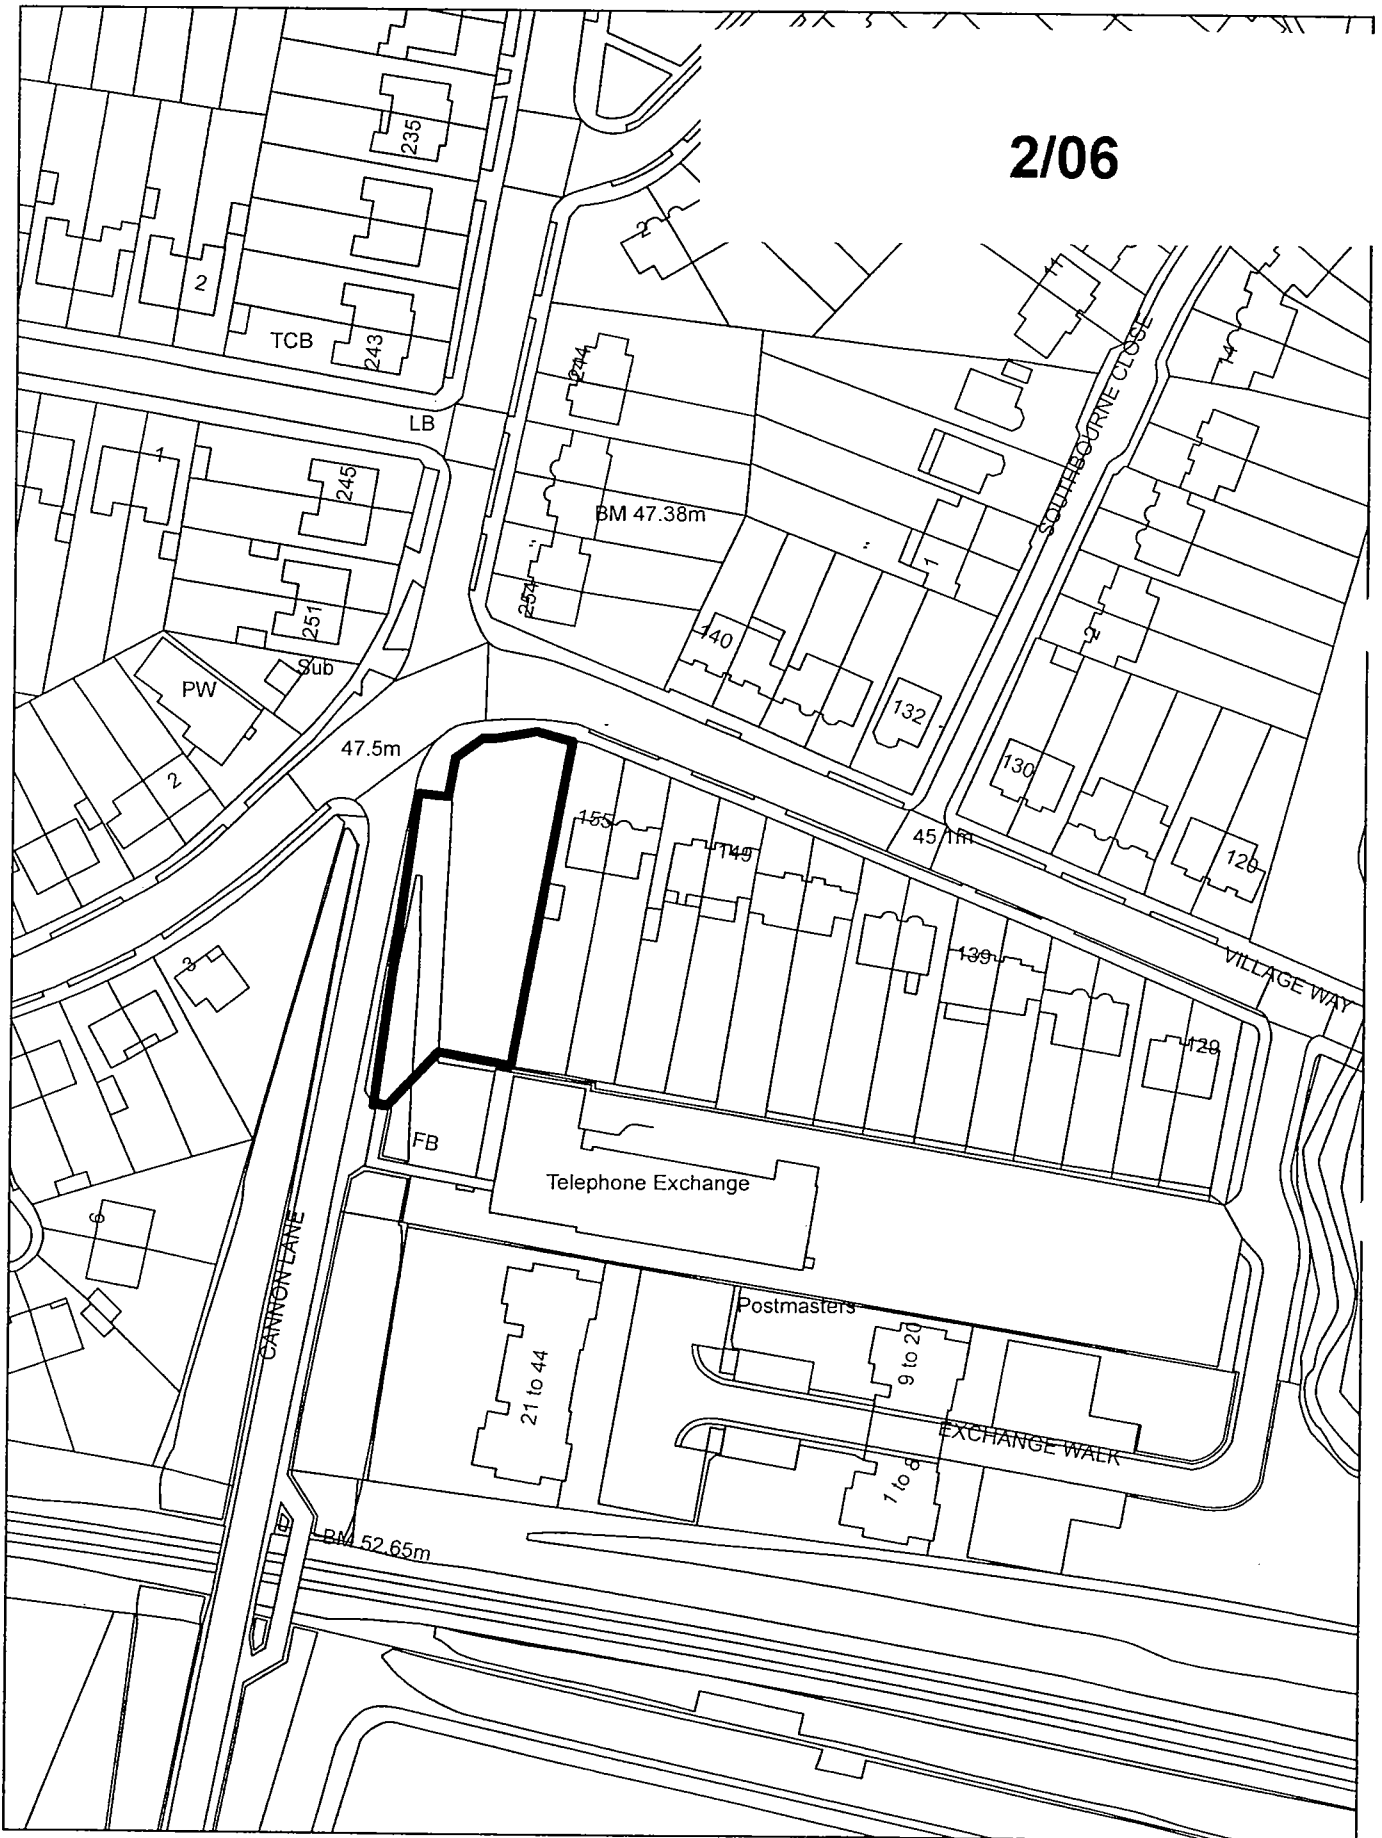 2/06
235
2
2
11
TCB
243
244
14
SOUTHBOURNE CLOSE
LB
1
245
BM 47.38m
1
251
254
140
2
Sub
PW
132
47.5m
130
2
155
149
45.1m
120
3
139
VILLAGE WAY
129
FB
Telephone Exchange
6
CANNON LANE
Postmasters
21 to 44
9 to 20
EXCHANGE WALK
1 to 8
BM 52.65m